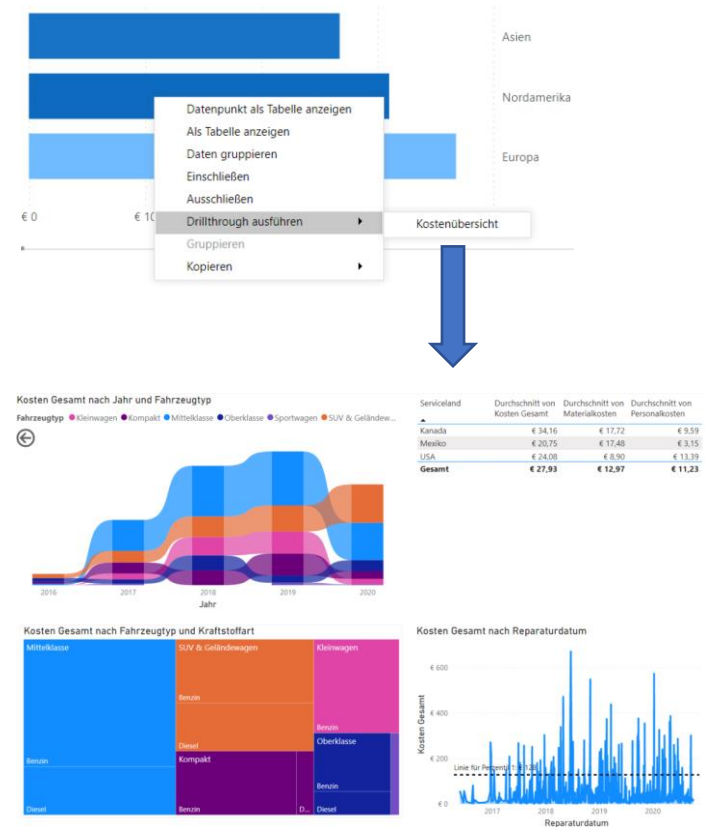 Asien
Nordamerika
Europa
€ 0
€ 10
Datenpunkt als Tabelle anzeigen
Als Tabelle anzeigen
Daten gruppieren
Einschließen
Ausschließen
Drillthrough ausführen
Kostenübersicht
Gruppieren
Kopieren
Kosten Gesamt nach Jahr und Fahrzeugtyp
Fahrzeugtyp Kleinwagen Kompakt Mittelklasse Oberklasse Sportwagen SUV & Geländew...
2016 2017 2018 2019 2020
Jahr
Serviceland Durchschnitt von Durchschnitt von Durchschnitt von
Kosten Gesamt Materialkosten Personalkosten
Kanada € 34,16 € 17,72 € 9,59
Mexiko € 20,75 € 17,48 € 3,15
USA € 24,08 € 8,90 € 13,39
Gesamt € 27,93 € 12,97 € 11,23
Kosten Gesamt nach Fahrzeugtyp und Kraftstoffart
Mittelklasse
Benzin
Diesel
SUV & Geländewagen
Benzin
Diesel
Kompakt
Benzin
D...
Kleinwagen
Benzin
Oberklasse
Benzin
Diesel
Kosten Gesamt nach Reparaturdatum
Kosten Gesamt
€ 600
€ 400
€ 200
€ 0
Linie für Perzentil 1: € 128
2017 2018 2019 2020
Reparaturdatum